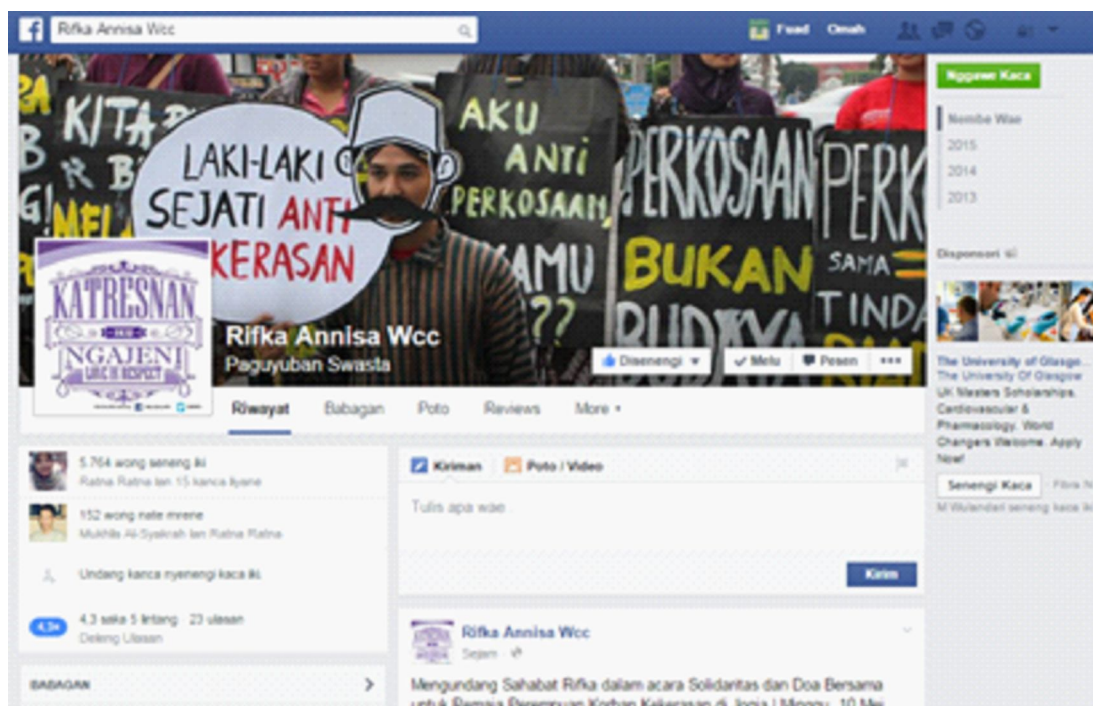 Rifka Annisa Wcc
Fuad Omah
KITA
LAKI-LAKI
SEJATI ANTI
KEKERASAN
AKU
ANTI
PERKOSAAN,
KAMU
??
PERKOSAAN
BUKAN
BUDAYA
PERK
SAMA =
TINDA
KATRESNAN
IKU
NGAJENI
LOVE IS RESPECT
Rifka Annisa Wcc
Paguyuban Swasta
Disenengi Melu Pesen
Riwayat Babagan Poto Reviews More
5.764 wong seneng iki
Ratna Ratna lan 15 kanca liyane
152 wong nate mrene
Mukhlis Al-Syakrah lan Ratna Ratna
Undang kanca nyenengi kaca iki.
4,3 saka 5 lintang · 23 ulasan
Deleng Ulasan
BABAGAN
Kiriman Poto / Video
Tulis apa wae
Kirim
Rifka Annisa Wcc
Sejam
Mengundang Sahabat Rifka dalam acara Solidaritas dan Doa Bersama
untuk Remaja Perempuan Korban Kekerasan di Jogja | Minggu, 10 Mei
Nggawe Kaca
Nembe Wae
2015
2014
2013
Disponsori
The University of Glasgo...
The University Of Glasgow
UK Masters Scholarships.
Cardiovascular &
Pharmacology. World
Changers Welcome. Apply
Now!
Senengi Kaca
M Wulandari seneng kaca iki